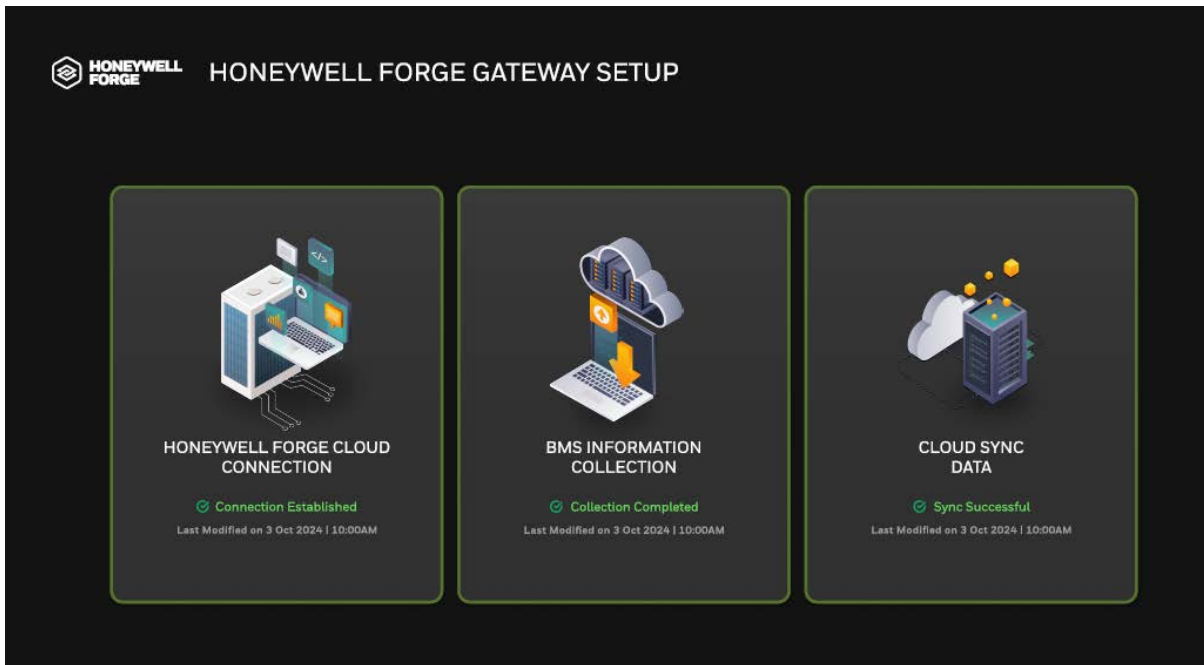 HONEYWELL
FORGE
HONEYWELL FORGE GATEWAY SETUP
</>
HONEYWELL FORGE CLOUD
CONNECTION
Connection Established
Last Modified on 3 Oct 2024 | 10:00AM
BMS INFORMATION
COLLECTION
Collection Completed
Last Modified on 3 Oct 2024 | 10:00AM
CLOUD SYNC
DATA
Sync Successful
Last Modified on 3 Oct 2024 | 10:00AM